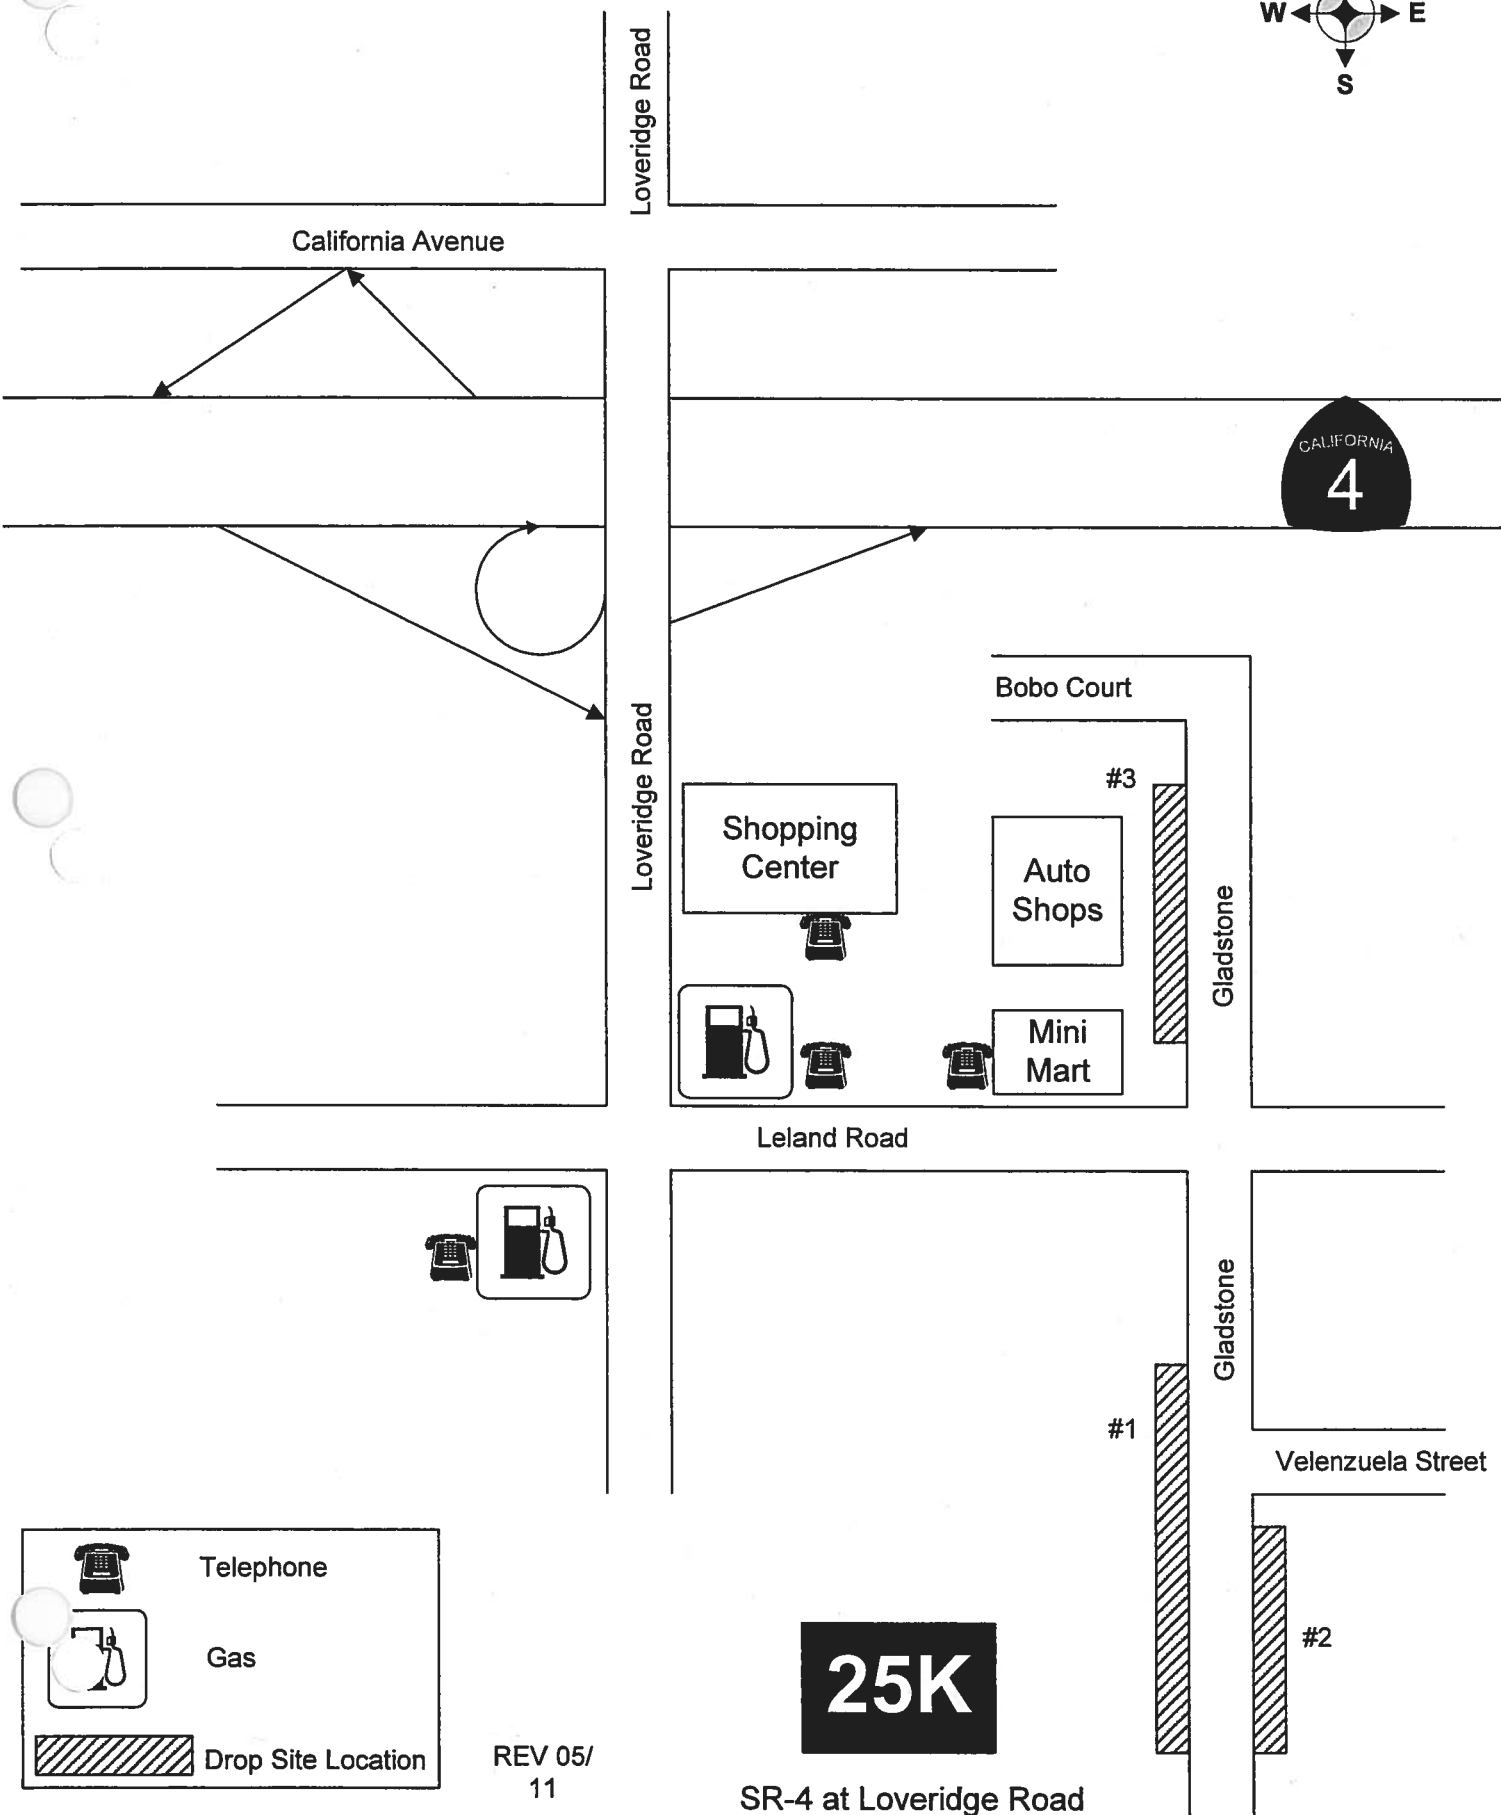 W E
S
Loveridge Road
California Avenue
CALIFORNIA
4
Bobo Court
Loveridge Road
#3
Shopping
Center
Auto
Shops
Gladstone
Mini
Mart
Leland Road
Gladstone
#1
Velenzuela Street
Telephone
Gas
Drop Site Location
REV 05/
11
25K
#2
SR-4 at Loveridge Road